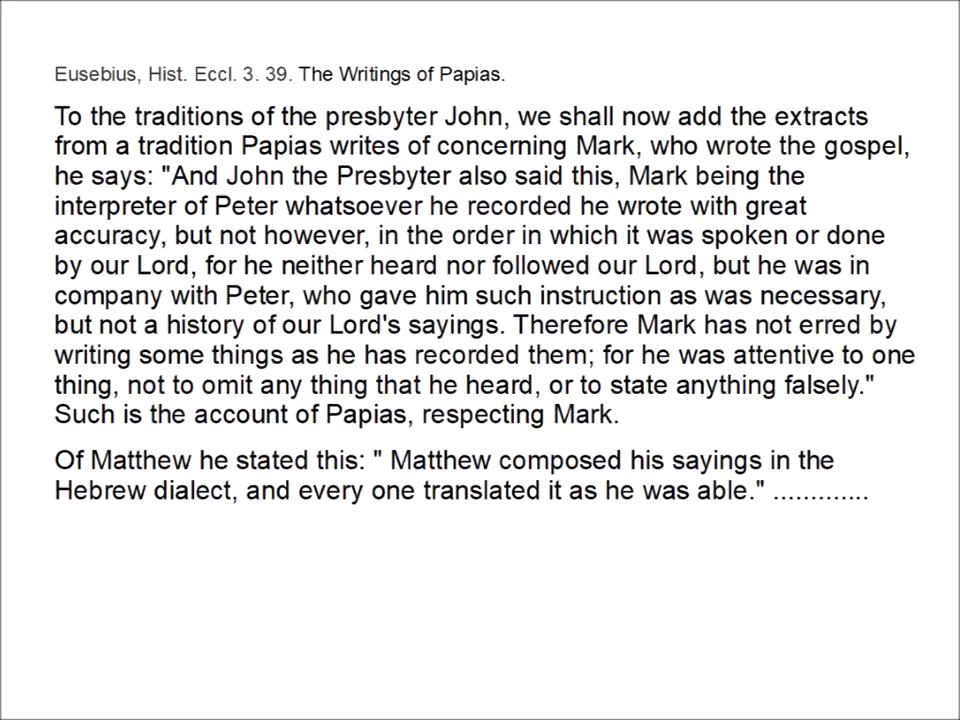 Eusebius, Hist. Eccl. 3. 39. The Writings of Papias.
To the traditions of the presbyter John, we shall now add the extracts
from a tradition Papias writes of concerning Mark, who wrote the gospel,
he says: "And John the Presbyter also said this, Mark being the
interpreter of Peter whatsoever he recorded he wrote with great
accuracy, but not however, in the order in which it was spoken or done
by our Lord, for he neither heard nor followed our Lord, but he was in
company with Peter, who gave him such instruction as was necessary,
but not a history of our Lord's sayings. Therefore Mark has not erred by
writing some things as he has recorded them; for he was attentive to one
thing, not to omit any thing that he heard, or to state anything falsely."
Such is the account of Papias, respecting Mark.
Of Matthew he stated this: " Matthew composed his sayings in the
Hebrew dialect, and every one translated it as he was able." .............